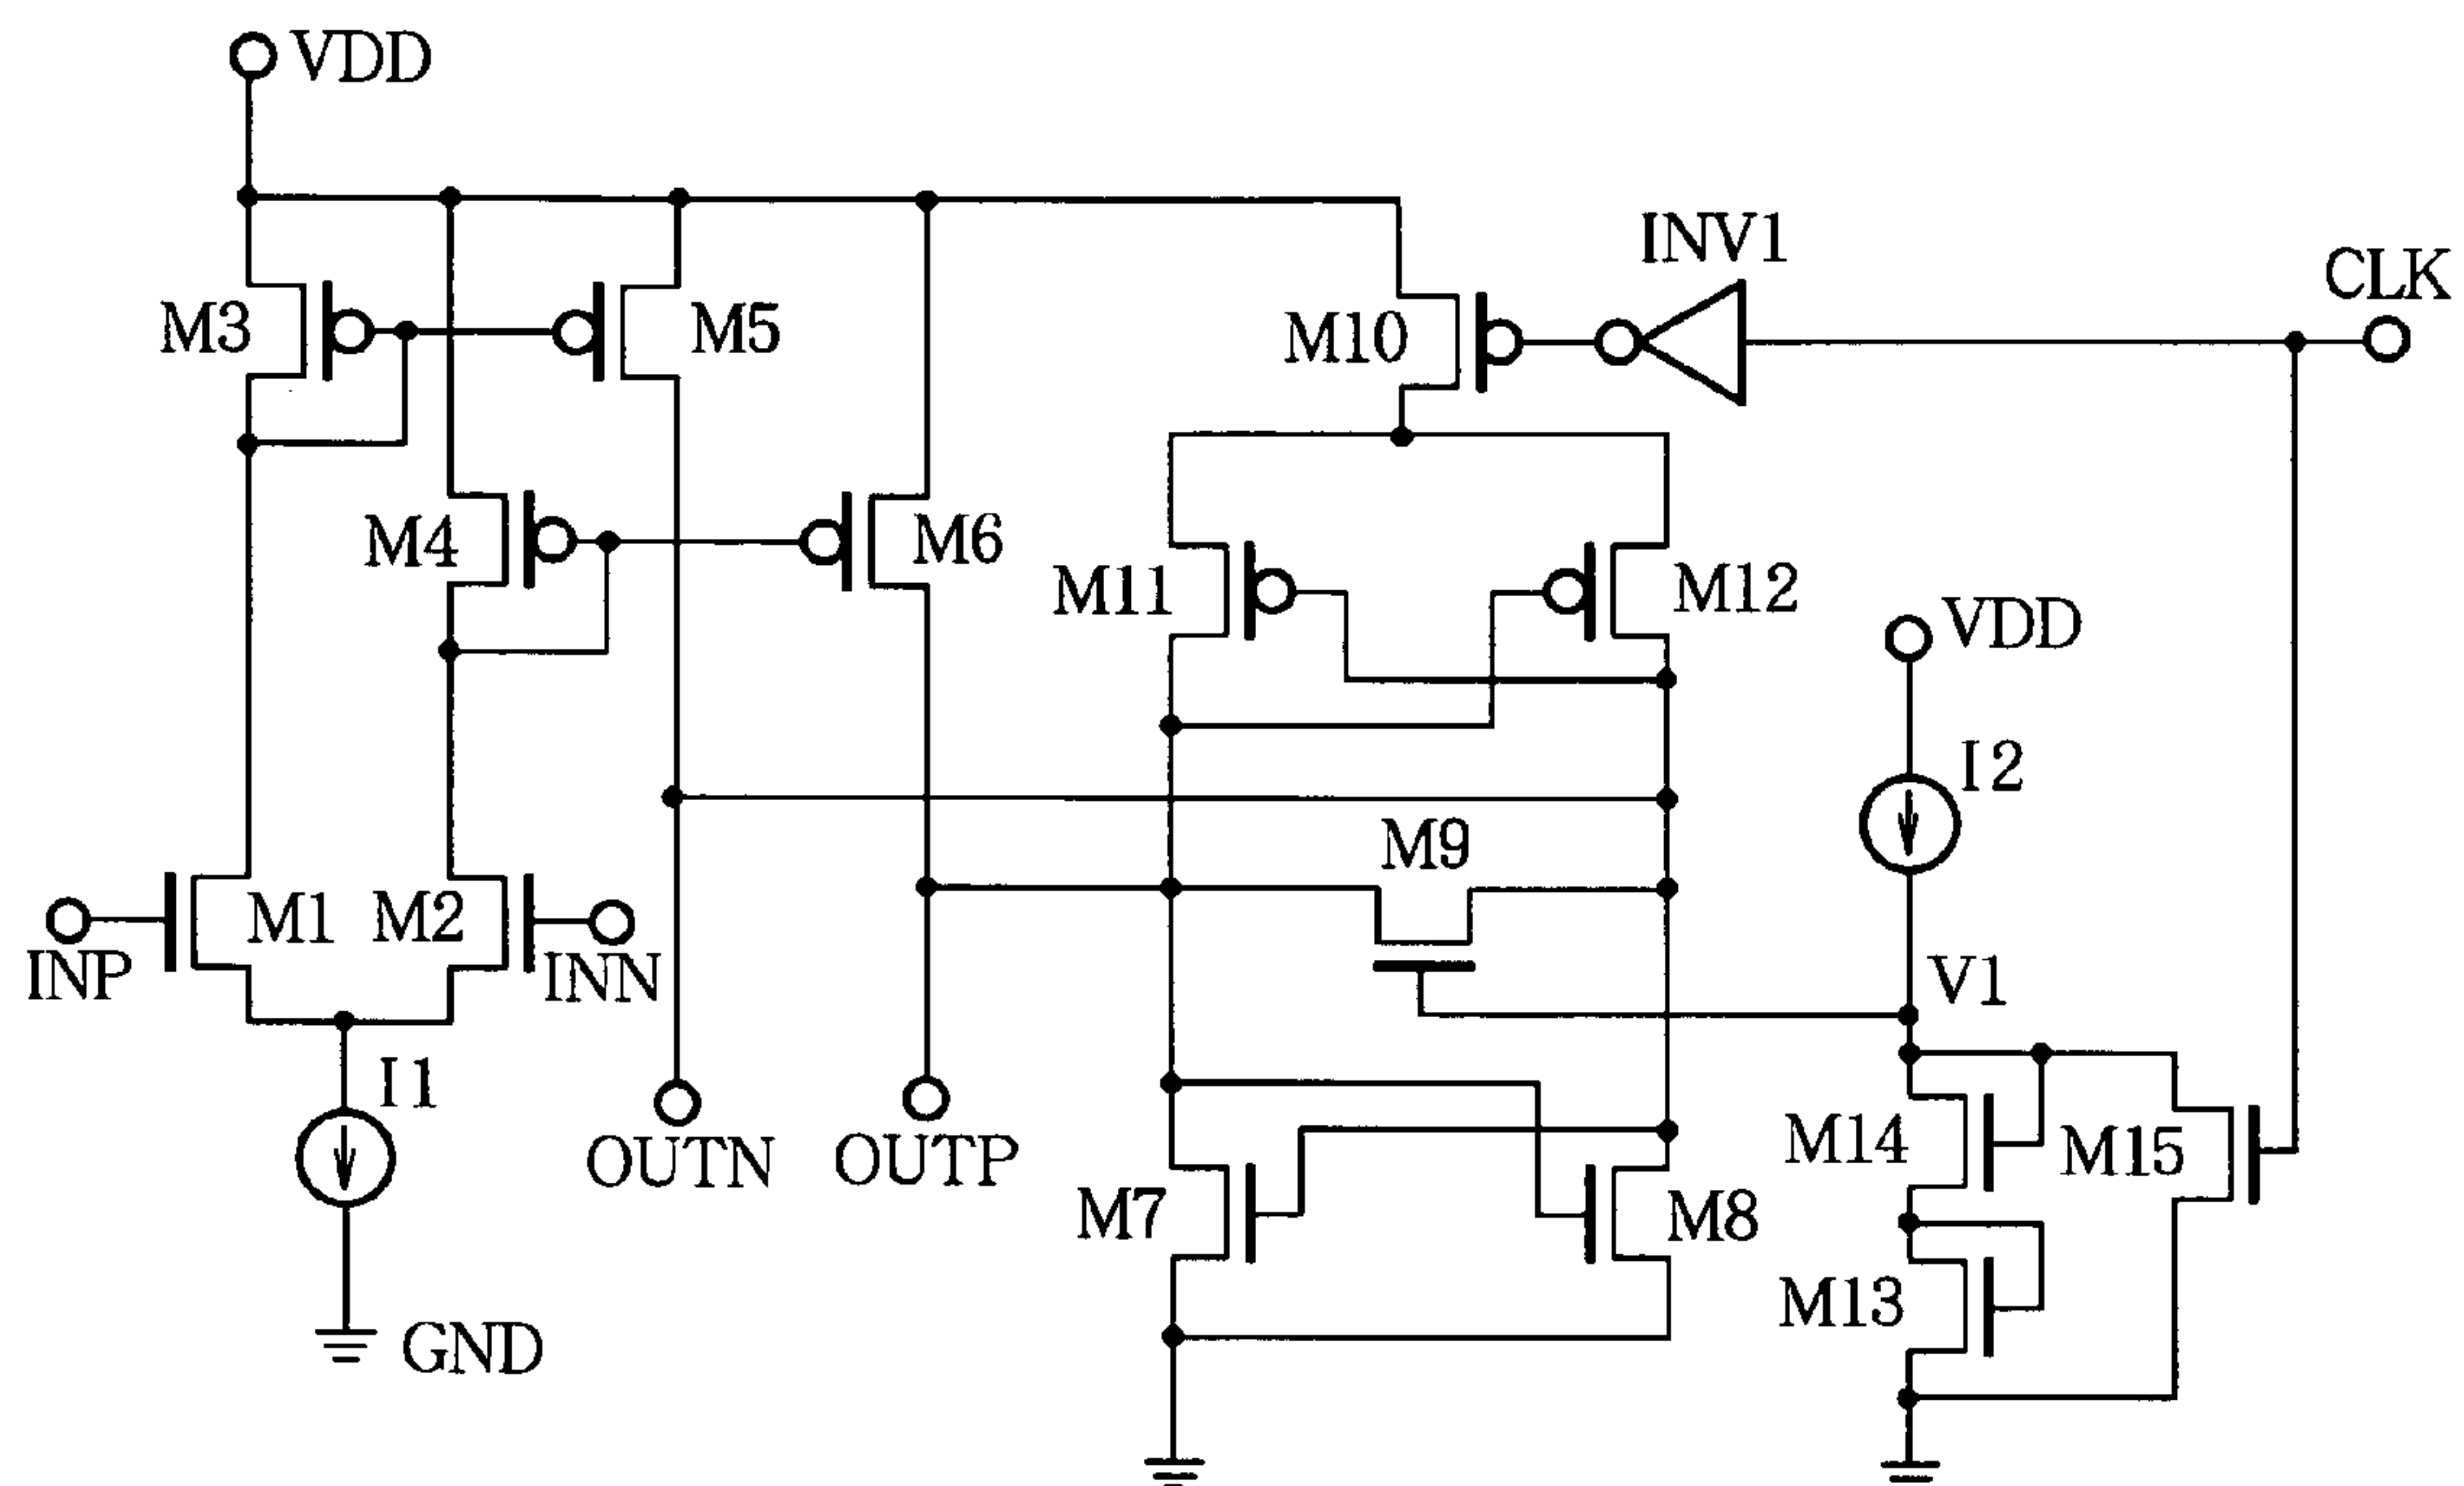 VDD
INV1
CLK
M3
M5
M10
M4
M6
M11
M12
VDD
I2
M9
M1
M2
INP
INN
V1
I1
OUTN
OUTP
M14
M15
M7
M8
M13
GND